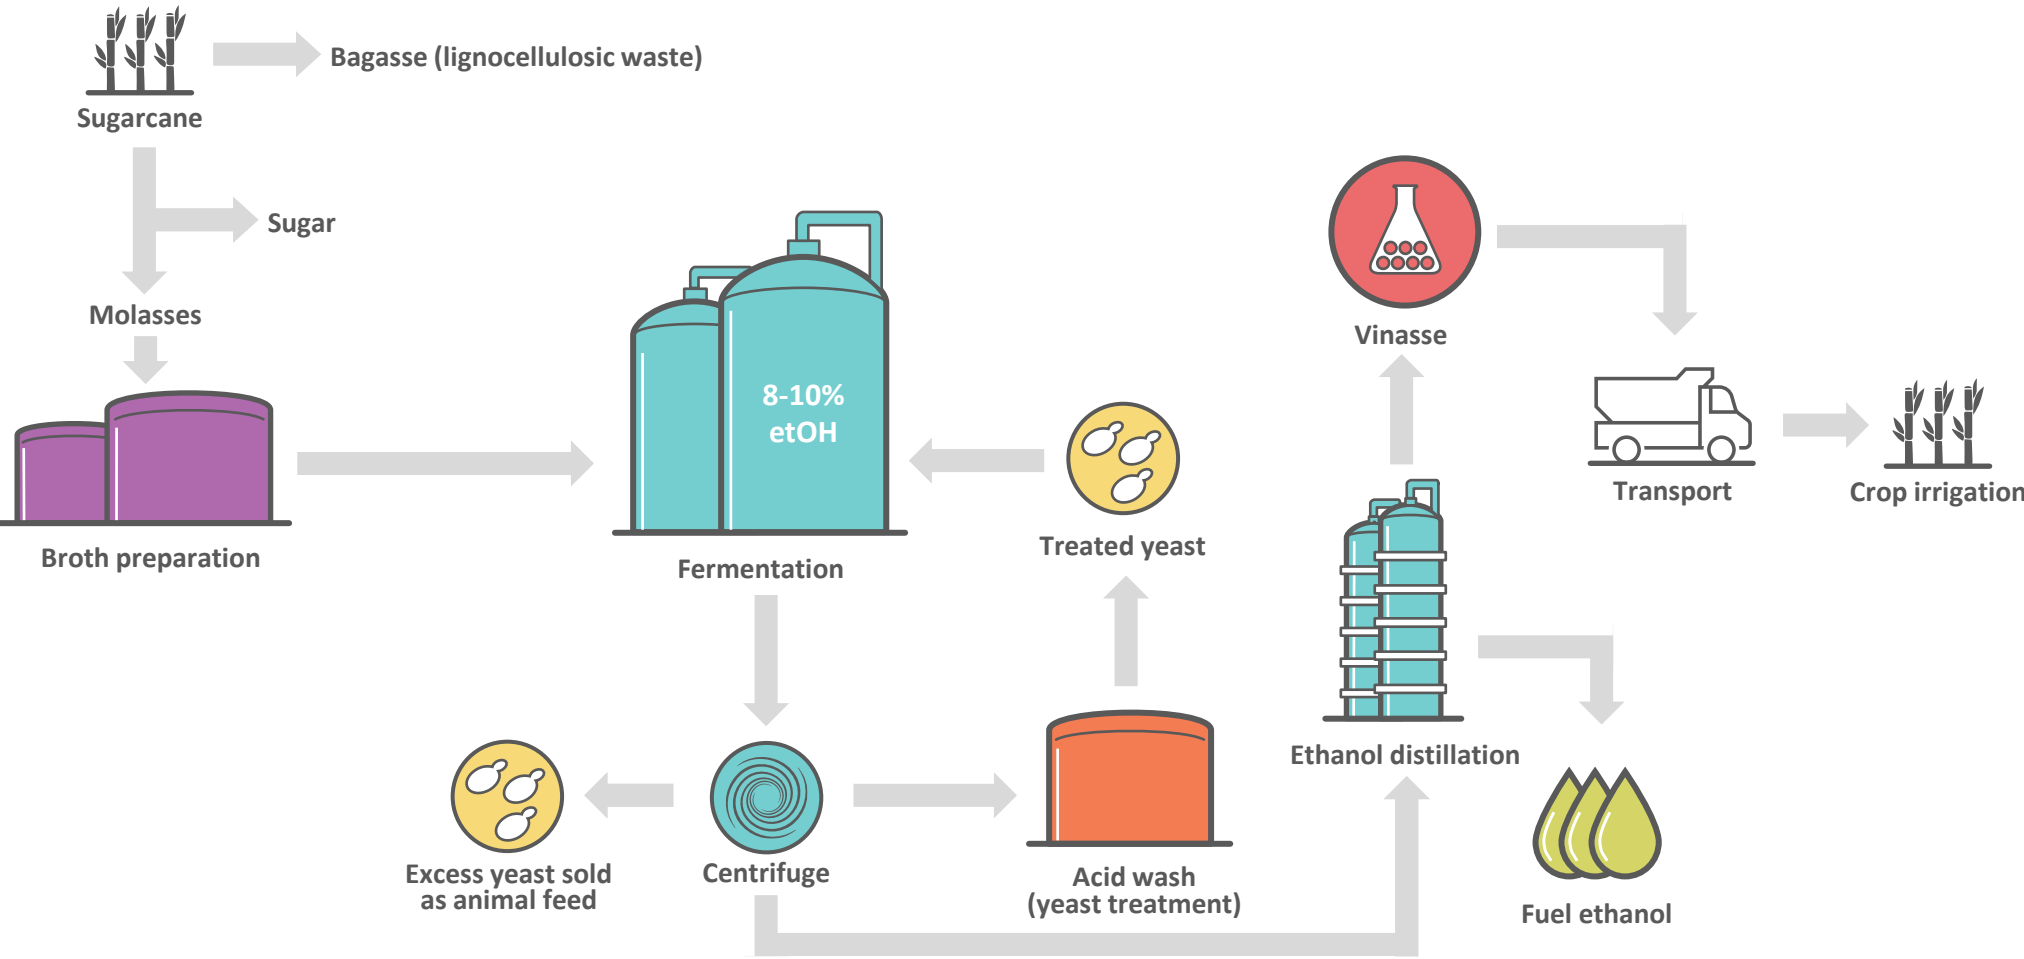 Bagasse (lignocellulosic waste)
Sugarcane
Sugar
Molasses
Broth preparation
8-10%
etOH
Fermentation
Treated yeast
Excess yeast sold
as animal feed
Centrifuge
Acid wash
(yeast treatment)
Vinasse
Transport
Crop irrigation
Ethanol distillation
Fuel ethanol